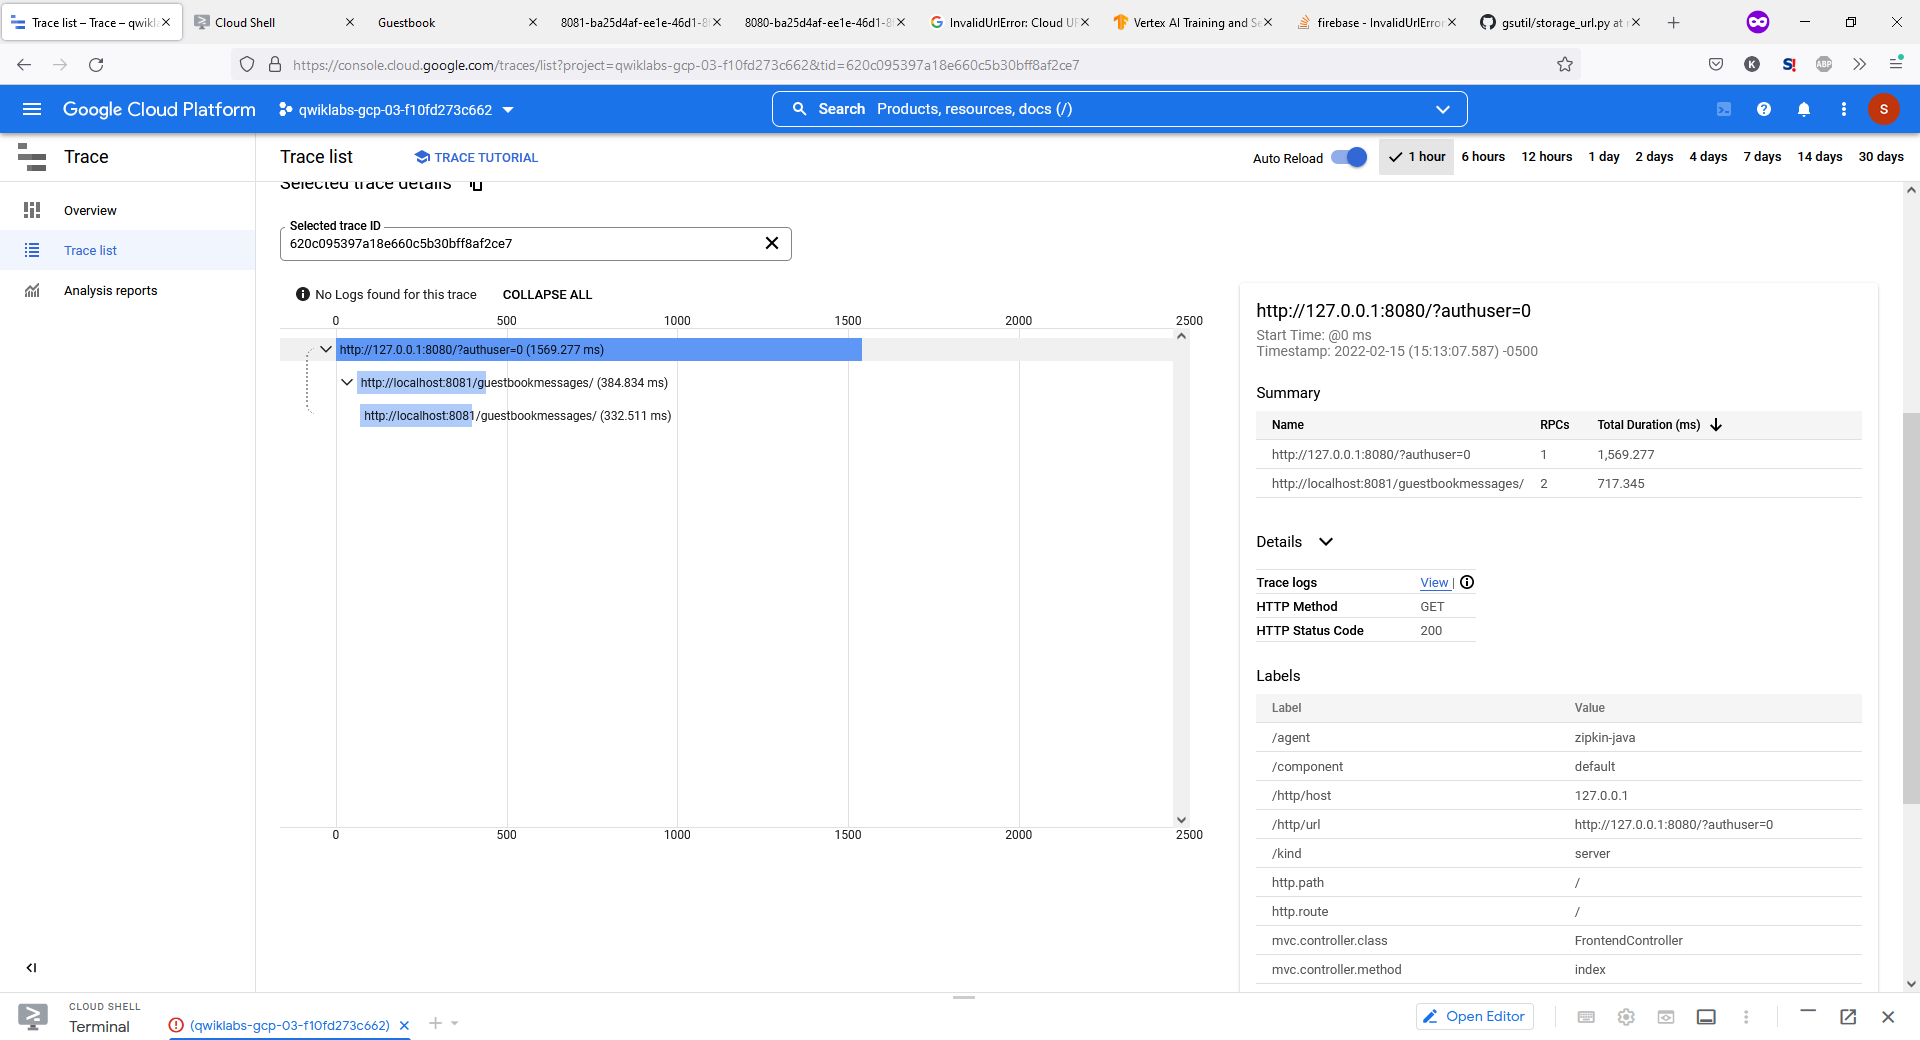 Trace list – Trace – qwikl
Cloud Shell
Guestbook
8081-ba25d4af-ee1e-46d1-8
8080-ba25d4af-ee1e-46d1-8
InvalidUrlError: Cloud U
Vertex AI Training and Se
firebase - InvalidUrlError
gsutil/storage_url.py at
https://console.cloud.google.com/traces/list?project=qwiklabs-gcp-03-f10fd273c662&tid=620c095397a18e660c5b30bff8af2ce7
K
S!
ABP
Google Cloud Platform
qwiklabs-gcp-03-f10fd273c662
Search Products, resources, docs (/)
S
Trace
Trace list
TRACE TUTORIAL
Auto Reload
1 hour
6 hours
12 hours
1 day
2 days
4 days
7 days
14 days
30 days
Overview
Trace list
Analysis reports
Selected trace details
Selected trace ID
620c095397a18e660c5b30bff8af2ce7
No Logs found for this trace
COLLAPSE ALL
0 500 1000 1500 2000 2500
http://127.0.0.1:8080/?authuser=0 (1569.277 ms)
http://localhost:8081/guestbookmessages/ (384.834 ms)
http://localhost:8081/guestbookmessages/ (332.511 ms)
0 500 1000 1500 2000 2500
http://127.0.0.1:8080/?authuser=0
Start Time: @0 ms
Timestamp: 2022-02-15 (15:13:07.587) -0500
Summary
Name RPCs Total Duration (ms)
http://127.0.0.1:8080/?authuser=0 1 1,569.277
http://localhost:8081/guestbookmessages/ 2 717.345
Details
Trace logs View |
HTTP Method GET
HTTP Status Code 200
Labels
Label Value
/agent zipkin-java
/component default
/http/host 127.0.0.1
/http/url http://127.0.0.1:8080/?authuser=0
/kind server
http.path /
http.route /
mvc.controller.class FrontendController
mvc.controller.method index
CLOUD SHELL
Terminal
(qwiklabs-gcp-03-f10fd273c662)
Open Editor